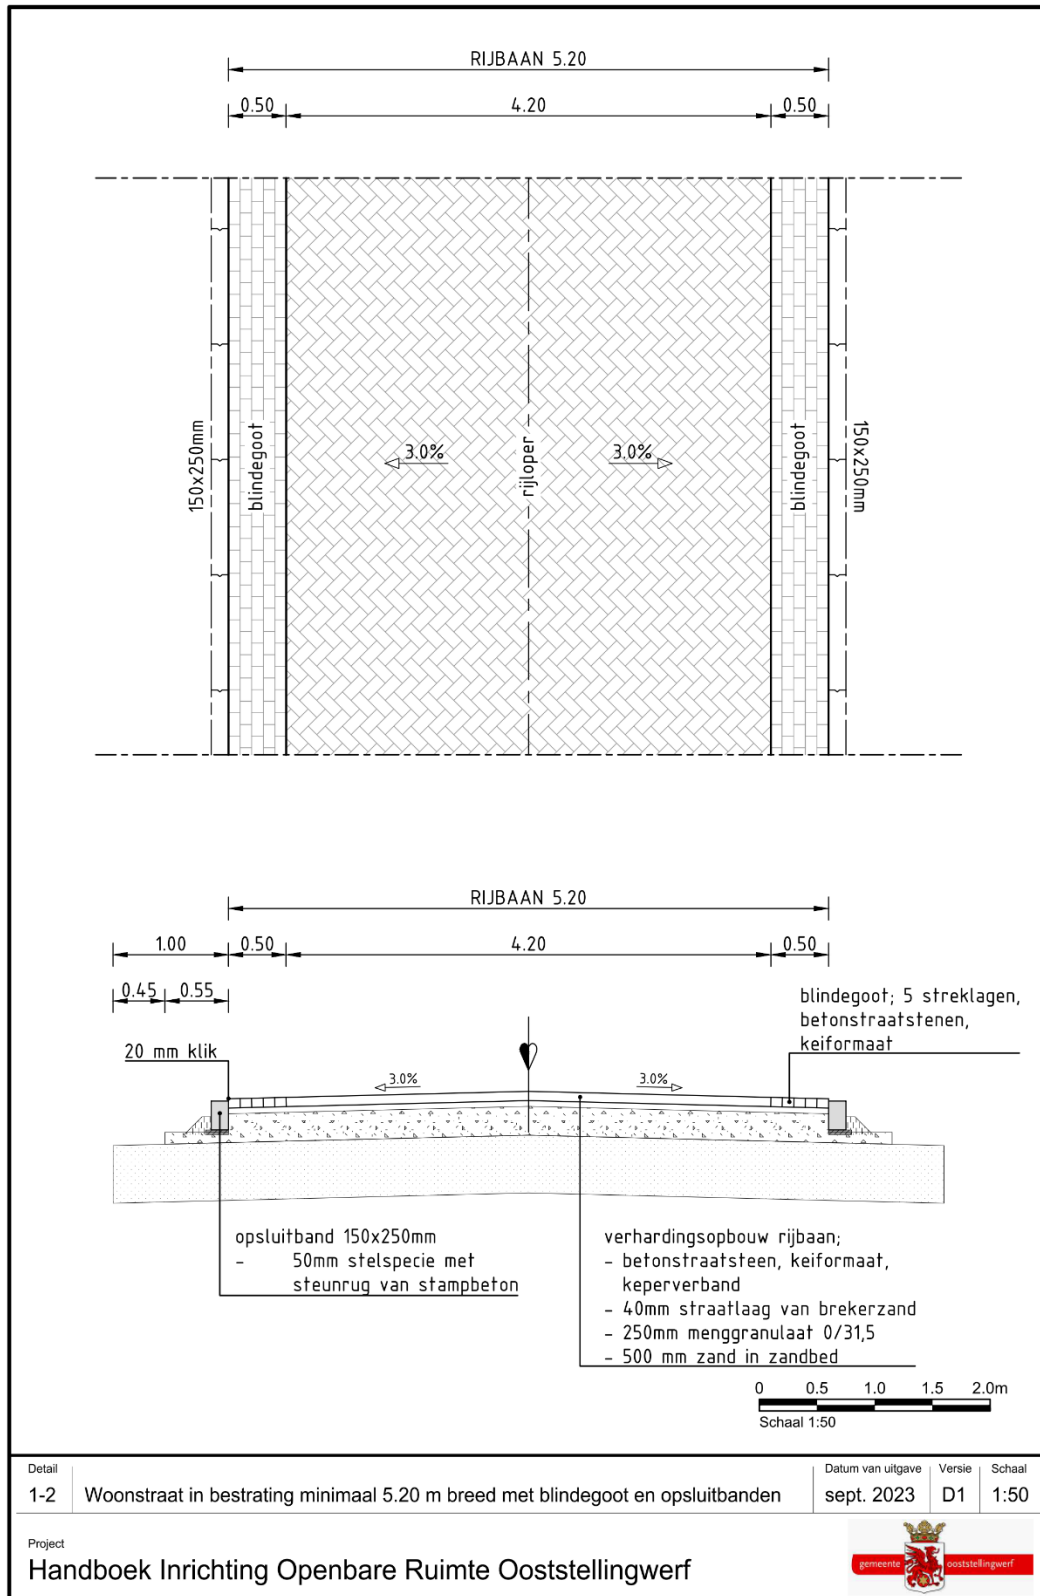 RIJBAAN 5.20
0.50
4.20
0.50
150x250mm
blindegoot
3.0%
rijloper
3.0%
blindegoot
150x250mm
RIJBAAN 5.20
1.00
0.50
4.20
0.50
0.45
0.55
blindegoot; 5 streklagen,
betonstraatstenen,
keiformaat
20 mm klik
3.0%
3.0%
opsluitband 150x250mm
- 50mm stelspecie met
steunrug van stampbeton
verhardingsopbouw rijbaan;
- betonstraatsteen, keiformaat,
keperverband
- 40mm straatlaag van brekerzand
- 250mm menggranulaat 0/31,5
- 500 mm zand in zandbed
0 0.5 1.0 1.5 2.0m
Schaal 1:50
Detail
1-2
Woonstraat in bestrating minimaal 5.20 m breed met blindegoot en opsluitbanden
Datum van uitgave
sept. 2023
Versie
D1
Schaal
1:50
Project
Handboek Inrichting Openbare Ruimte Ooststellingwerf
gemeente ooststellingwerf